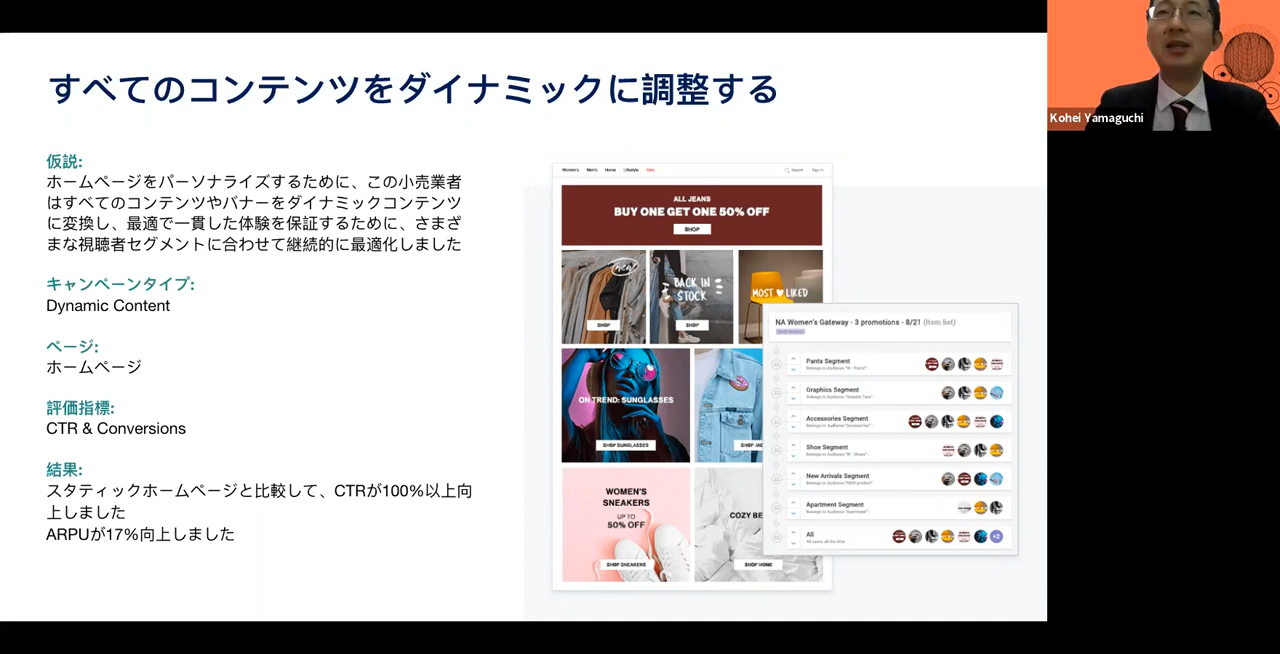 すべてのコンテンツをダイナミックに調整する
仮説:
ホームページをパーソナライズするために、この小売業者
はすべてのコンテンツやバナーをダイナミックコンテンツ
に変換し、最適で一貫した体験を保証するために、さまざ
まな視聴者セグメントに合わせて継続的に最適化しました
キャンペーンタイプ:
Dynamic Content
ページ:
ホームページ
評価指標:
CTR & Conversions
結果:
スタティックホームページと比較して、CTRが100%以上向
上しました
ARPUが17%向上しました
Women's Men's Home Lifestyle Sale Search Sign In
ALL JEANS
BUY ONE GET ONE 50% OFF
SHOP
new
SHOP
BACK IN
STOCK
SHOP
MOST LIKED
ON TREND: SUNGLASSES
SHOP SUNGLASSES
WOMEN'S
SNEAKERS
UP TO
50% OFF
SHOP SNEAKERS
COZY BE
SHOP HOME
NA Women's Gateway - 3 promotions - 8/21 (Item list)
Pants Segment
Graphics Segment
Accessories Segment
Shoe Segment
New Arrivals Segment
Apartment Segment
All
All users, all the time
+2
Kohei Yamaguchi